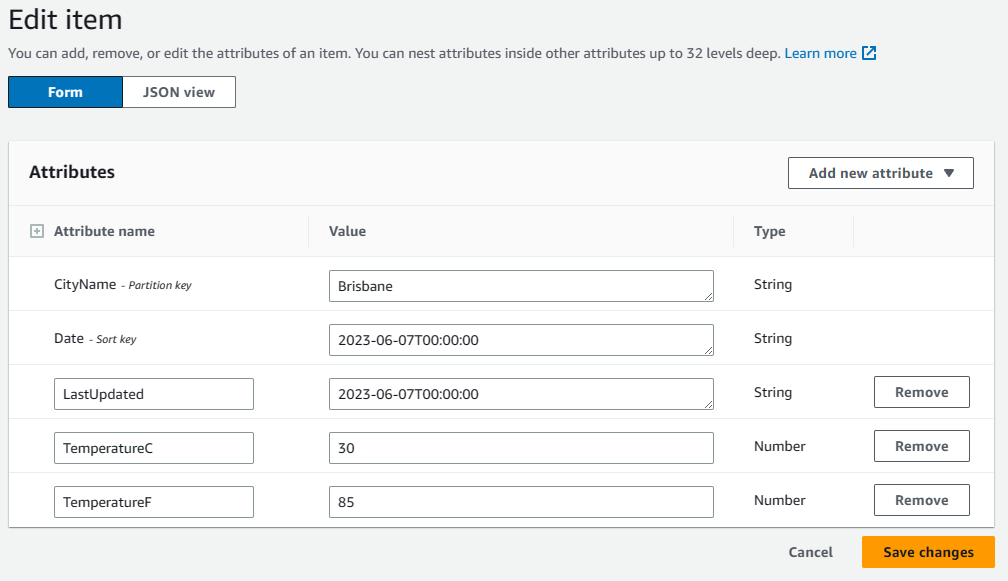 Edit item
You can add, remove, or edit the attributes of an item. You can nest attributes inside other attributes up to 32 levels deep. Learn more
Form JSON view
Attributes Add new attribute
Attribute name Value Type
CityName - Partition key Brisbane String
Date - Sort key 2023-06-07T00:00:00 String
LastUpdated 2023-06-07T00:00:00 String Remove
TemperatureC 30 Number Remove
TemperatureF 85 Number Remove
Cancel Save changes